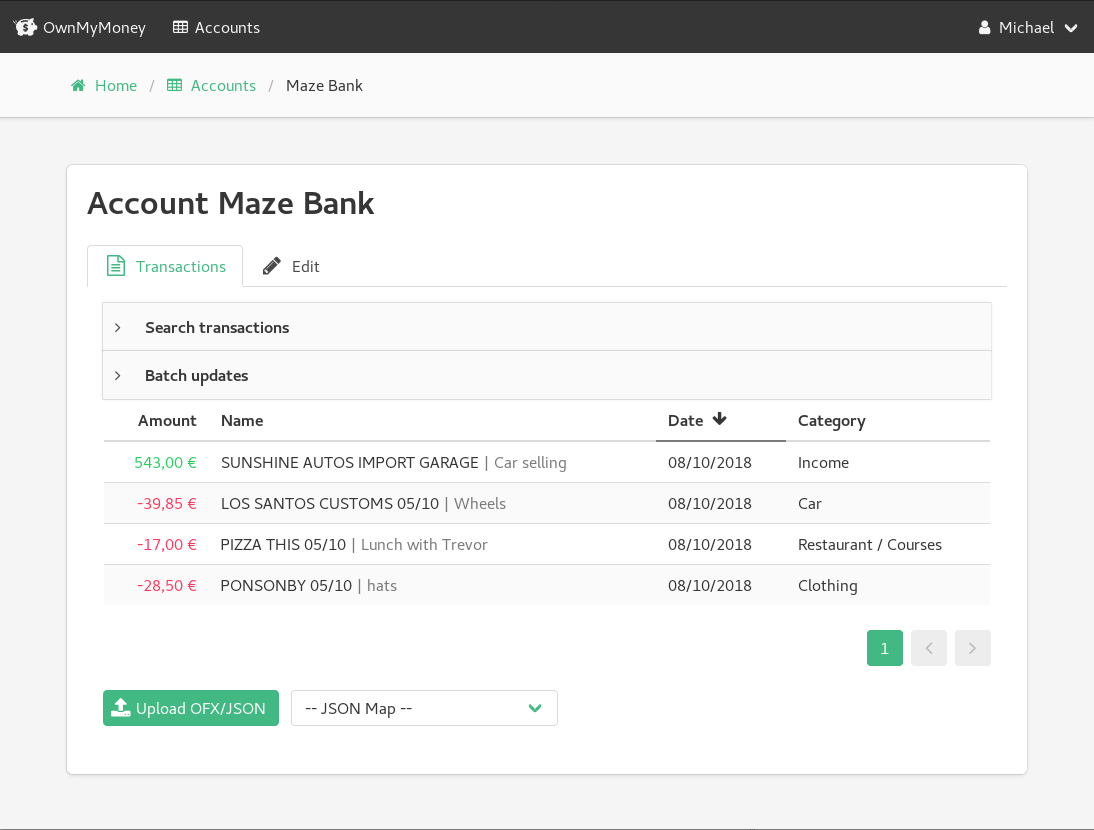 OwnMyMoney Accounts Michael
Home / Accounts / Maze Bank
Account Maze Bank
Transactions Edit
Search transactions
Batch updates
Amount Name Date Category
543,00 € SUNSHINE AUTOS IMPORT GARAGE | Car selling 08/10/2018 Income
-39,85 € LOS SANTOS CUSTOMS 05/10 | Wheels 08/10/2018 Car
-17,00 € PIZZA THIS 05/10 | Lunch with Trevor 08/10/2018 Restaurant / Courses
-28,50 € PONSONBY 05/10 | hats 08/10/2018 Clothing
1
Upload OFX/JSON -- JSON Map --